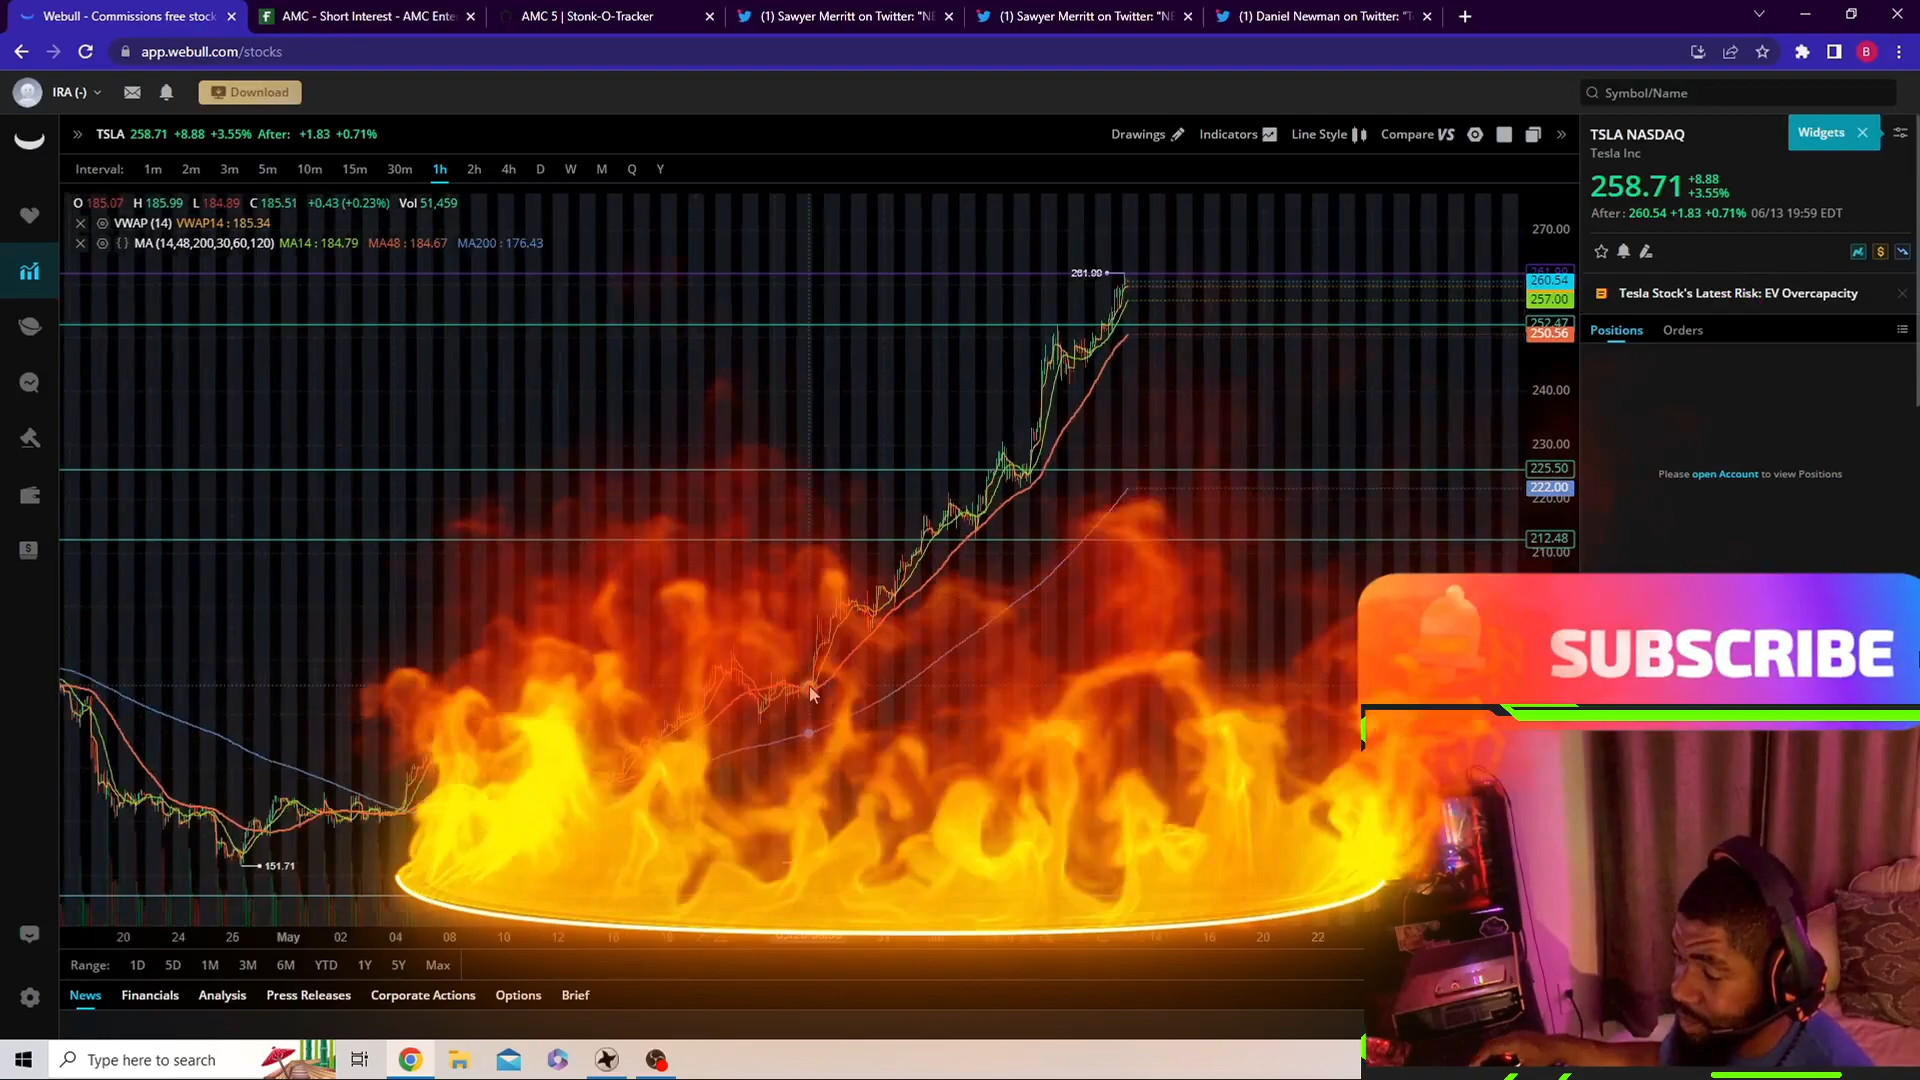 Webull - Commissions free stock
AMC - Short Interest - AMC Ente
AMC 5 | Stonk-O-Tracker
(1) Sawyer Merritt on Twitter: "NE
(1) Sawyer Merritt on Twitter: "NE
(1) Daniel Newman on Twitter: "T
app.webull.com/stocks
B
IRA (-)
Download
Symbol/Name
TSLA 258.71 +8.88 +3.55% After: +1.83 +0.71%
Drawings
Indicators
Line Style
Compare VS
TSLA NASDAQ
Widgets
Tesla Inc
Interval: 1m 2m 3m 5m 10m 15m 30m 1h 2h 4h D W M Q Y
258.71 +8.88
+3.55%
After: 260.54 +1.83 +0.71% 06/13 19:59 EDT
O 185.07 H 185.99 L 184.89 C 185.51 +0.43 (+0.23%) Vol 51,459
VWAP (14) VWAP14 : 185.34
MA (14,48,200,30,60,120) MA14 : 184.79 MA48 : 184.67 MA200 : 176.43
Tesla Stock's Latest Risk: EV Overcapacity
Positions Orders
Please open Account to view Positions
270.00
260.54
257.00
252.47
250.56
240.00
230.00
225.50
222.00
220.00
212.48
210.00
151.71
SUBSCRIBE
20 24 26 May 02 04 08 10 12 14 16 20 22
Range: 1D 5D 1M 3M 6M YTD 1Y 5Y Max
News Financials Analysis Press Releases Corporate Actions Options Brief
Type here to search